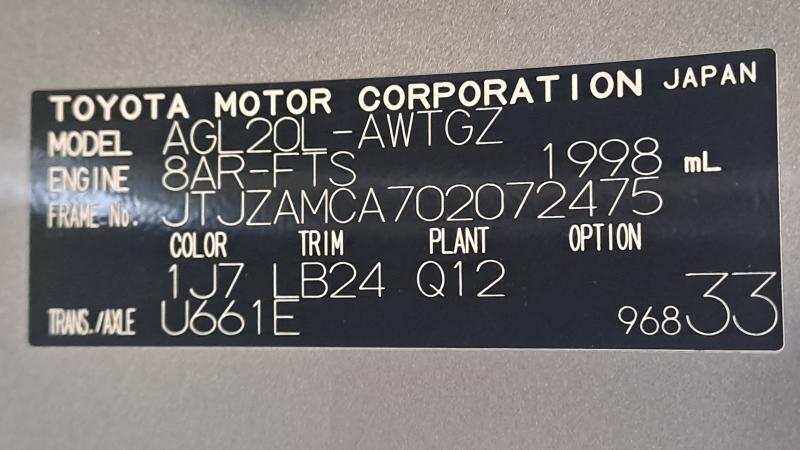 TOYOTA MOTOR CORPORATION JAPAN
MODEL AGL20L-AWTGZ
ENGINE 8AR-FTS 1998 mL
FRAME No. JTJZAMCA702072475
COLOR TRIM PLANT OPTION
1J7 LB24 Q12
TRANS./AXLE U661E 96833